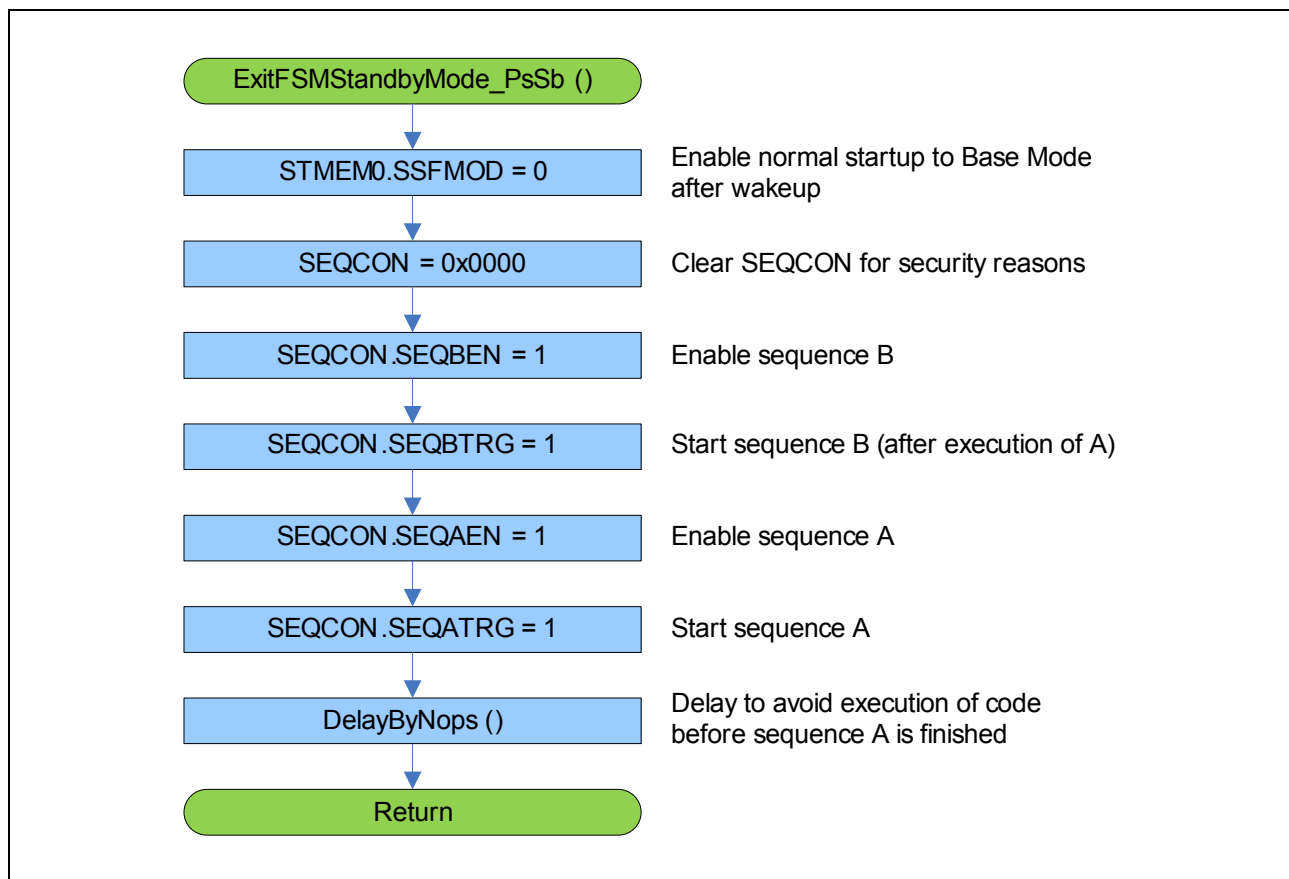 ExitFSMStandbyMode_PsSb ()
STMEM0.SSFMOD = 0
Enable normal startup to Base Mode
after wakeup
SEQCON = 0x0000
Clear SEQCON for security reasons
SEQCON.SEQBEN = 1
Enable sequence B
SEQCON.SEQBTRG = 1
Start sequence B (after execution of A)
SEQCON.SEQAEN = 1
Enable sequence A
SEQCON.SEQATRG = 1
Start sequence A
DelayByNops ()
Delay to avoid execution of code
before sequence A is finished
Return